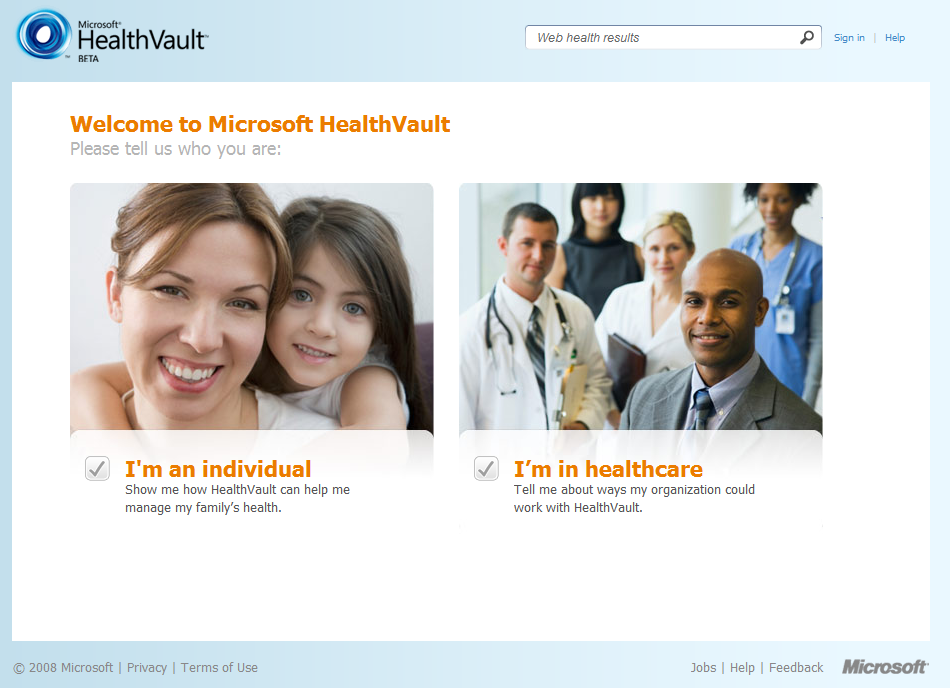 Microsoft®
HealthVault™
BETA
Web health results
Sign in | Help
Welcome to Microsoft HealthVault
Please tell us who you are:
I'm an individual
Show me how HealthVault can help me
manage my family’s health.
I’m in healthcare
Tell me about ways my organization could
work with HealthVault.
© 2008 Microsoft | Privacy | Terms of Use
Jobs | Help | Feedback
Microsoft®